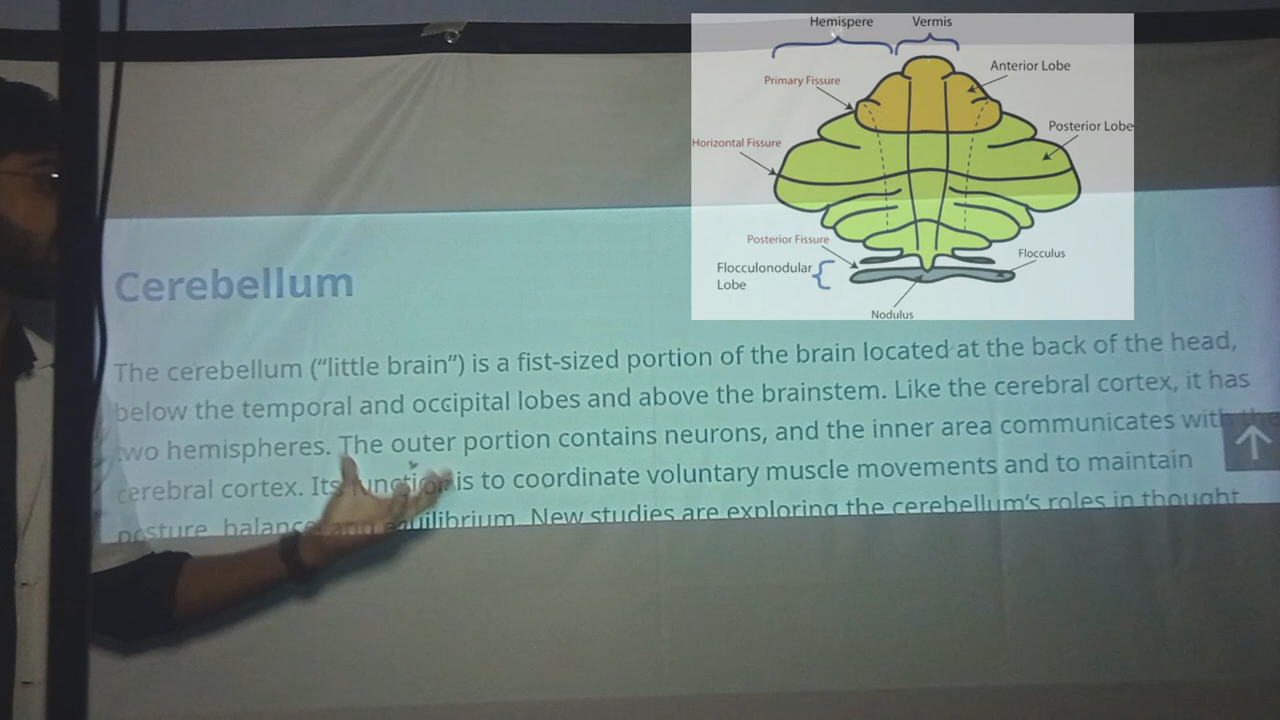 Hemispere
Vermis
Primary Fissure
Anterior Lobe
Posterior Lobe
Horizontal Fissure
Posterior Fissure
Flocculus
Flocculonodular
Lobe
Nodulus
Cerebellum
The cerebellum (“little brain”) is a fist-sized portion of the brain located at the back of the head,
below the temporal and occipital lobes and above the brainstem. Like the cerebral cortex, it has
two hemispheres. The outer portion contains neurons, and the inner area communicates with the
cerebral cortex. Its function is to coordinate voluntary muscle movements and to maintain
posture, balance and equilibrium. New studies are exploring the cerebellum’s roles in thought